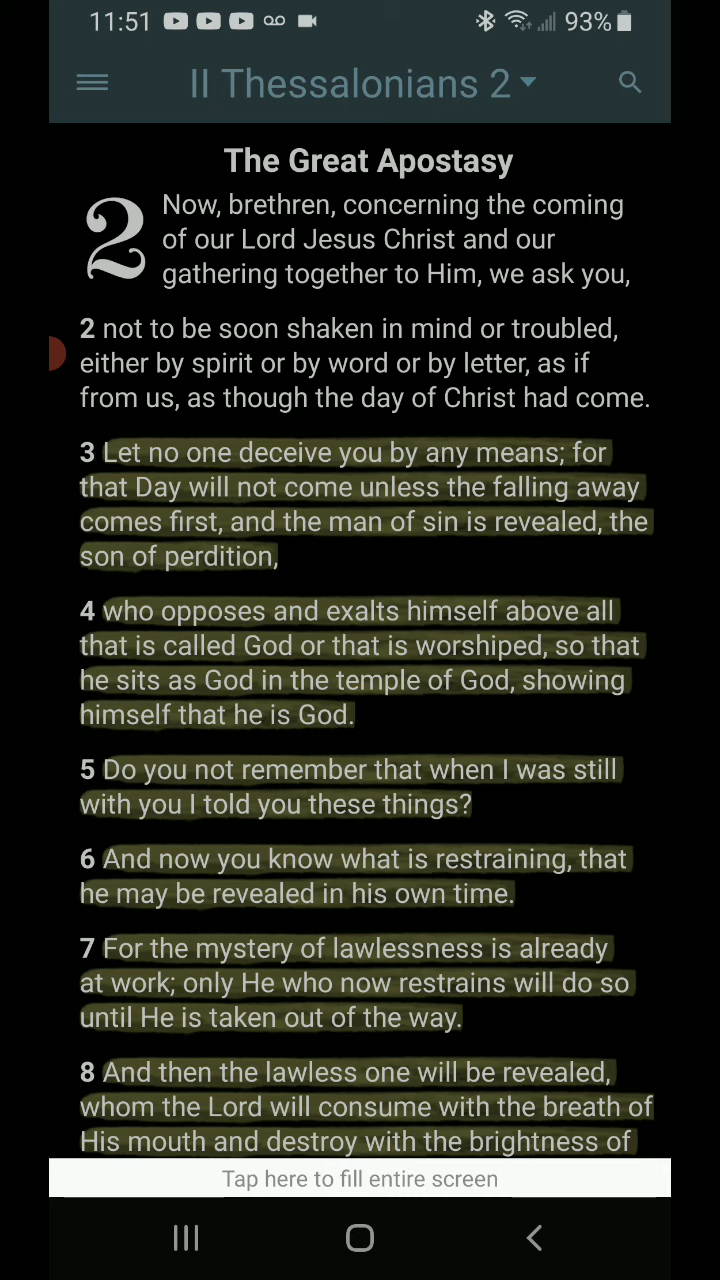 11:51 93%
II Thessalonians 2
The Great Apostasy
2 Now, brethren, concerning the coming
of our Lord Jesus Christ and our
gathering together to Him, we ask you,
2 not to be soon shaken in mind or troubled,
either by spirit or by word or by letter, as if
from us, as though the day of Christ had come.
3 Let no one deceive you by any means; for
that Day will not come unless the falling away
comes first, and the man of sin is revealed, the
son of perdition,
4 who opposes and exalts himself above all
that is called God or that is worshiped, so that
he sits as God in the temple of God, showing
himself that he is God.
5 Do you not remember that when I was still
with you I told you these things?
6 And now you know what is restraining, that
he may be revealed in his own time.
7 For the mystery of lawlessness is already
at work; only He who now restrains will do so
until He is taken out of the way.
8 And then the lawless one will be revealed,
whom the Lord will consume with the breath of
His mouth and destroy with the brightness of
Tap here to fill entire screen